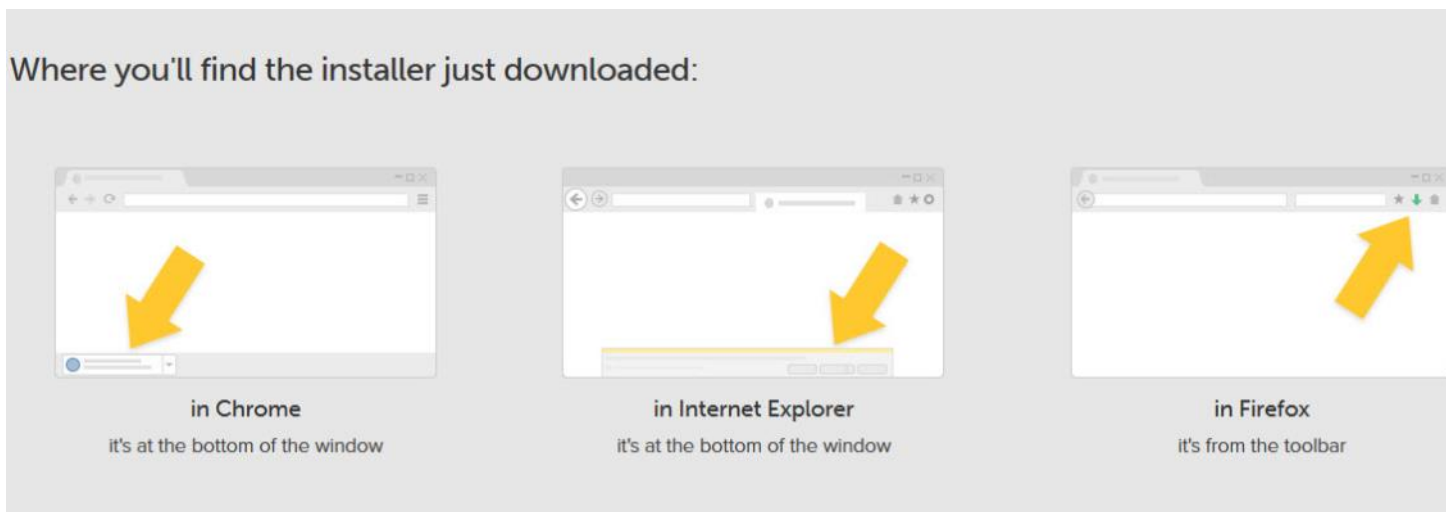 Where you'll find the installer just downloaded:
in Chrome
it's at the bottom of the window
in Internet Explorer
it's at the bottom of the window
in Firefox
it's from the toolbar